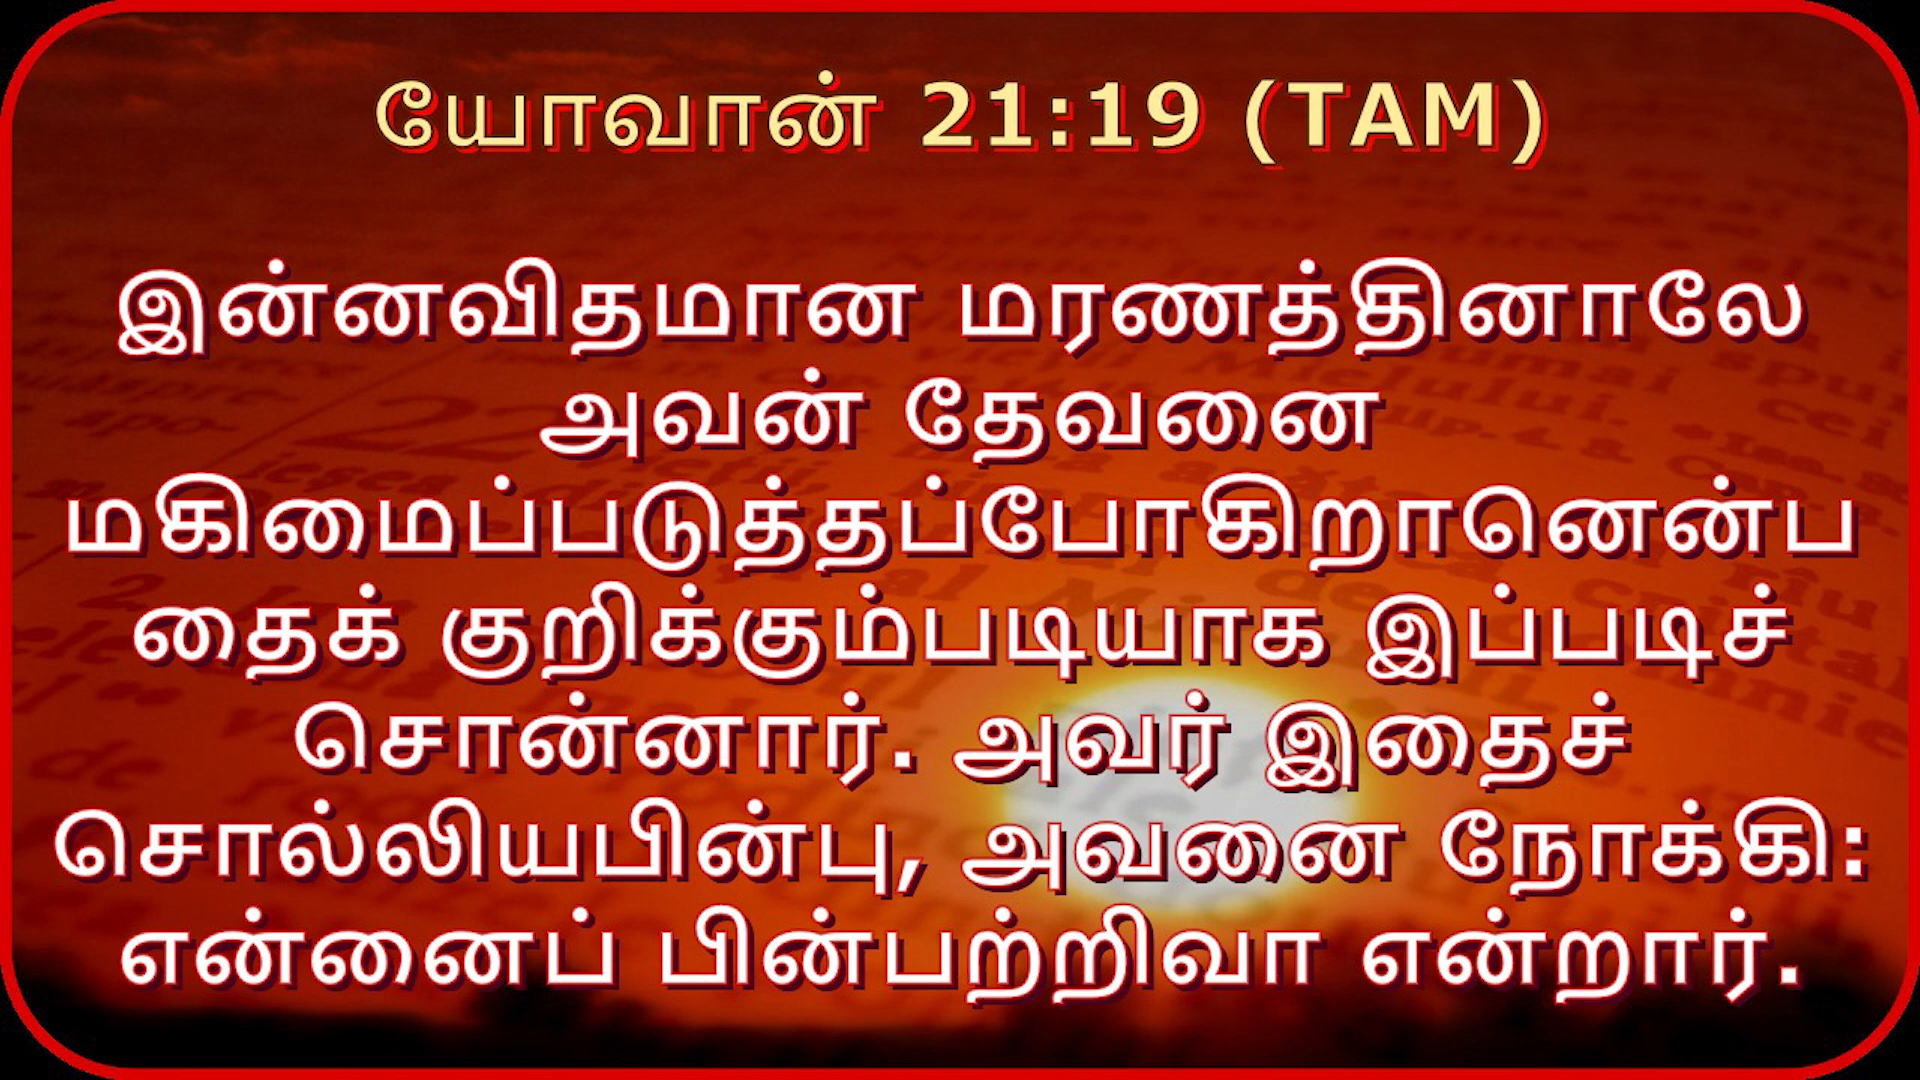 யோவான் 21:19 (TAM)
இன்னவிதமான மரணத்தினாலே
அவன் தேவனை
மகிமைப்படுத்தப்போகிறானென்ப
தைக் குறிக்கும்படியாக இப்படிச்
சொன்னார். அவர் இதைச்
சொல்லியபின்பு, அவனை நோக்கி:
என்னைப் பின்பற்றிவா என்றார்.